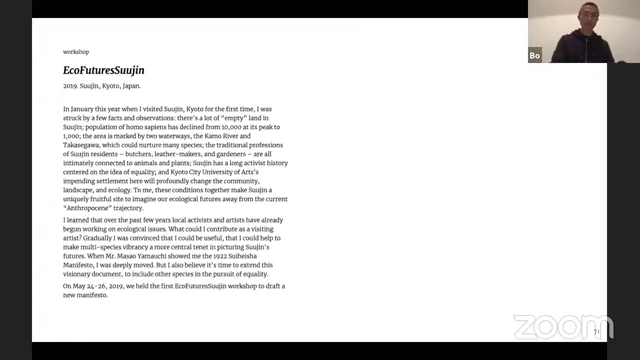 workshop
EcoFuturesSuujin
2019. Suujin, Kyoto, Japan.
In January this year when I visited Suujin, Kyoto for the first time, I was
struck by a few facts and observations: there's a lot of "empty" land in
Suujin; population of homo sapiens has declined from 10,000 at its peak to
1,000; the area is marked by two waterways, the Kamo River and
Takasegawa, which could nurture many species; the traditional professions
of Suujin residents – butchers, leather-makers, and gardeners – are all
intimately connected to animals and plants; Suujin has a long activist history
centered on the idea of equality; and Kyoto City University of Arts's
impending settlement here will profoundly change the community,
landscape, and ecology. To me, these conditions together make Suujin a
uniquely fruitful site to imagine our ecological futures away from the current
"Anthropocene" trajectory.
I learned that over the past few years local activists and artists have already
begun working on ecological issues. What could I contribute as a visiting
artist? Gradually I was convinced that I could be useful, that I could help to
make multi-species vibrancy a more central tenet in picturing Suujin's
futures. When Mr. Masao Yamauchi showed me the 1922 Suiheisha
Manifesto, I was deeply moved. But I also believe it's time to extend this
visionary document, to include other species in the pursuit of equality.
On May 24-26, 2019, we held the first EcoFuturesSuujin workshop to draft a
new manifesto.
Bo
zoom